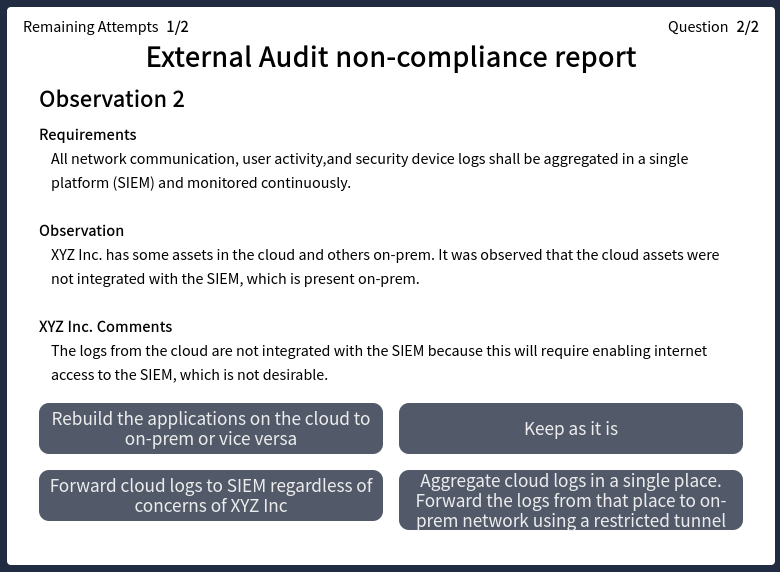 Remaining Attempts 1/2
Question 2/2
External Audit non-compliance report
Observation 2
Requirements
All network communication, user activity,and security device logs shall be aggregated in a single
platform (SIEM) and monitored continuously.
Observation
XYZ Inc. has some assets in the cloud and others on-prem. It was observed that the cloud assets were
not integrated with the SIEM, which is present on-prem.
XYZ Inc. Comments
The logs from the cloud are not integrated with the SIEM because this will require enabling internet
access to the SIEM, which is not desirable.
Rebuild the applications on the cloud to
on-prem or vice versa
Keep as it is
Forward cloud logs to SIEM regardless of
concerns of XYZ Inc
Aggregate cloud logs in a single place.
Forward the logs from that place to on-
prem network using a restricted tunnel